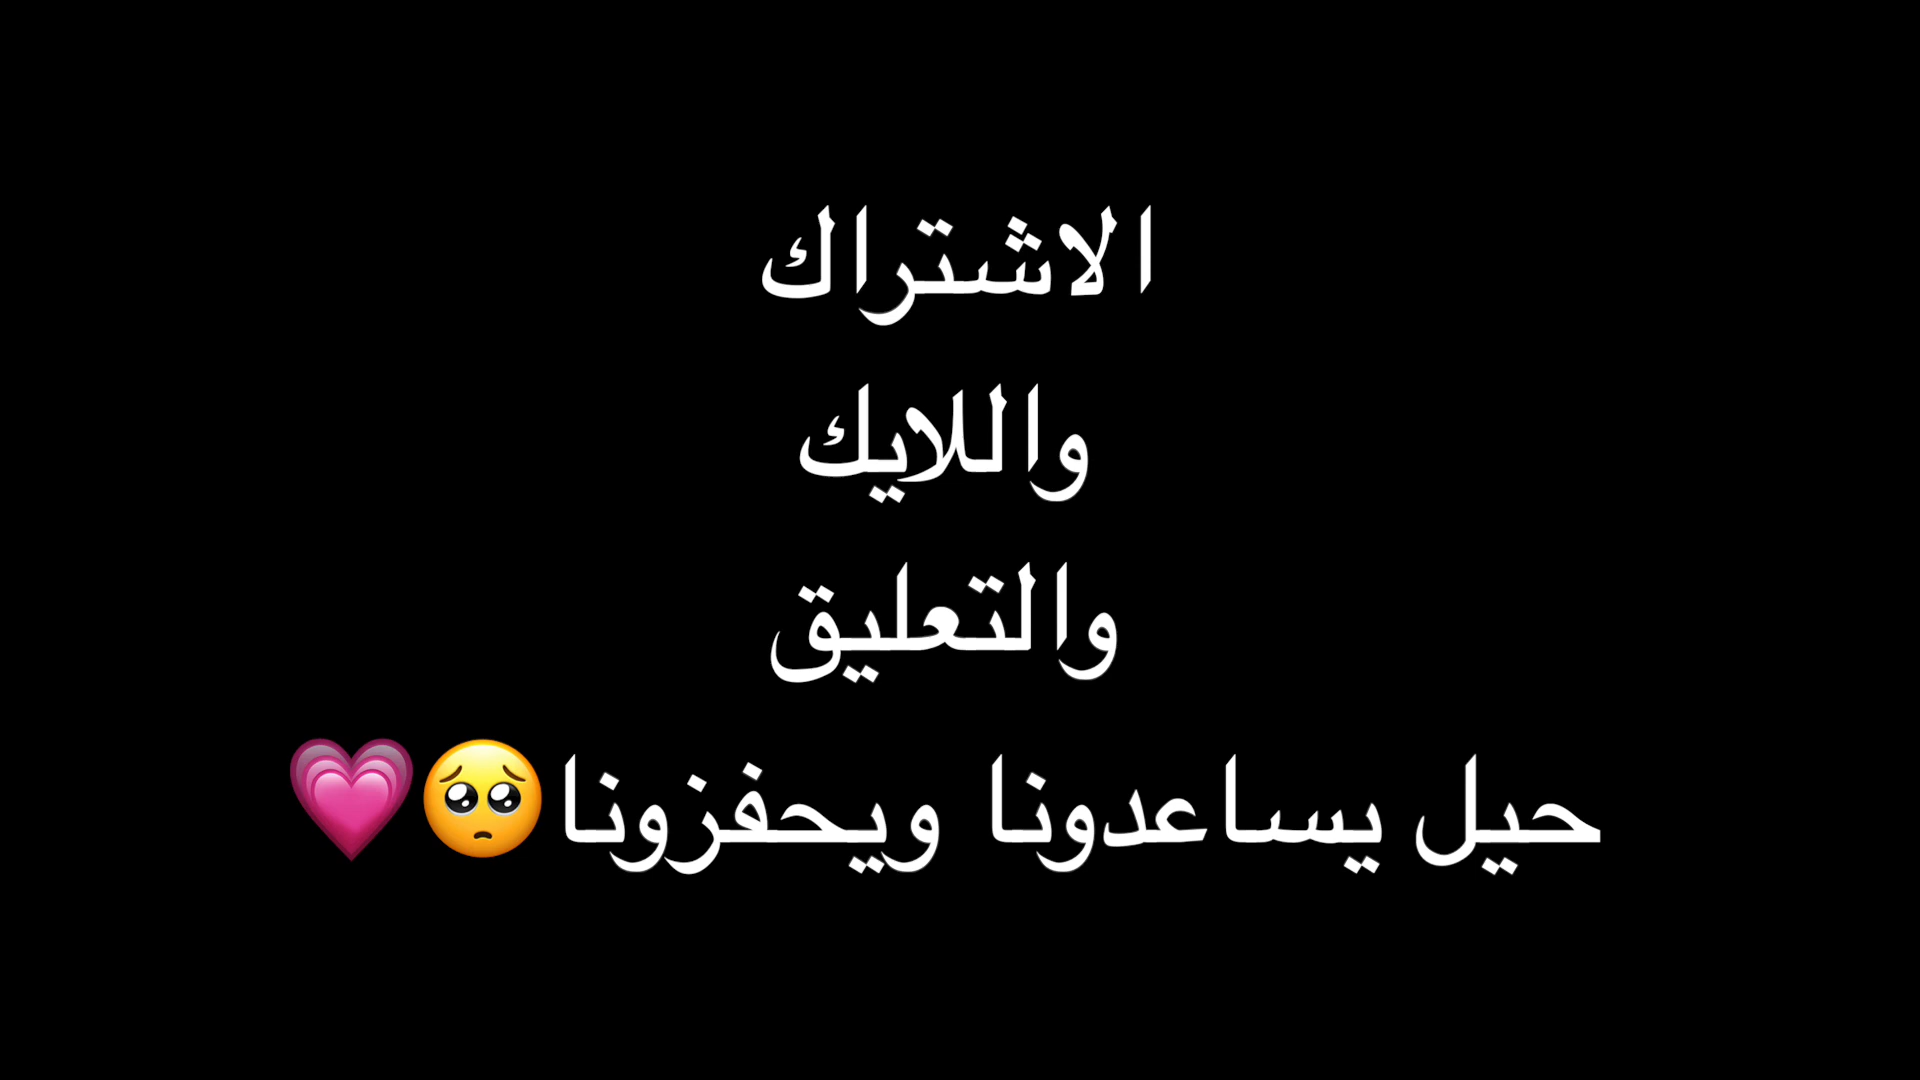 الاشتراك
واللايك
والتعليق
حيل يساعدونا ويحفزونا🥺💗